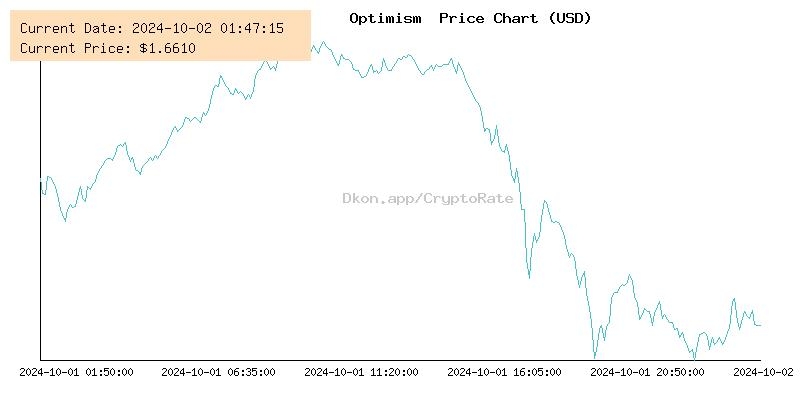 Optimism Price Chart (USD)
Current Date: 2024-10-02 01:47:15
Current Price: $1.6610
Dkon.app/CryptoRate
2024-10-01 01:50:00 2024-10-01 06:35:00 2024-10-01 11:20:00 2024-10-01 16:05:00 2024-10-01 20:50:00 2024-10-02